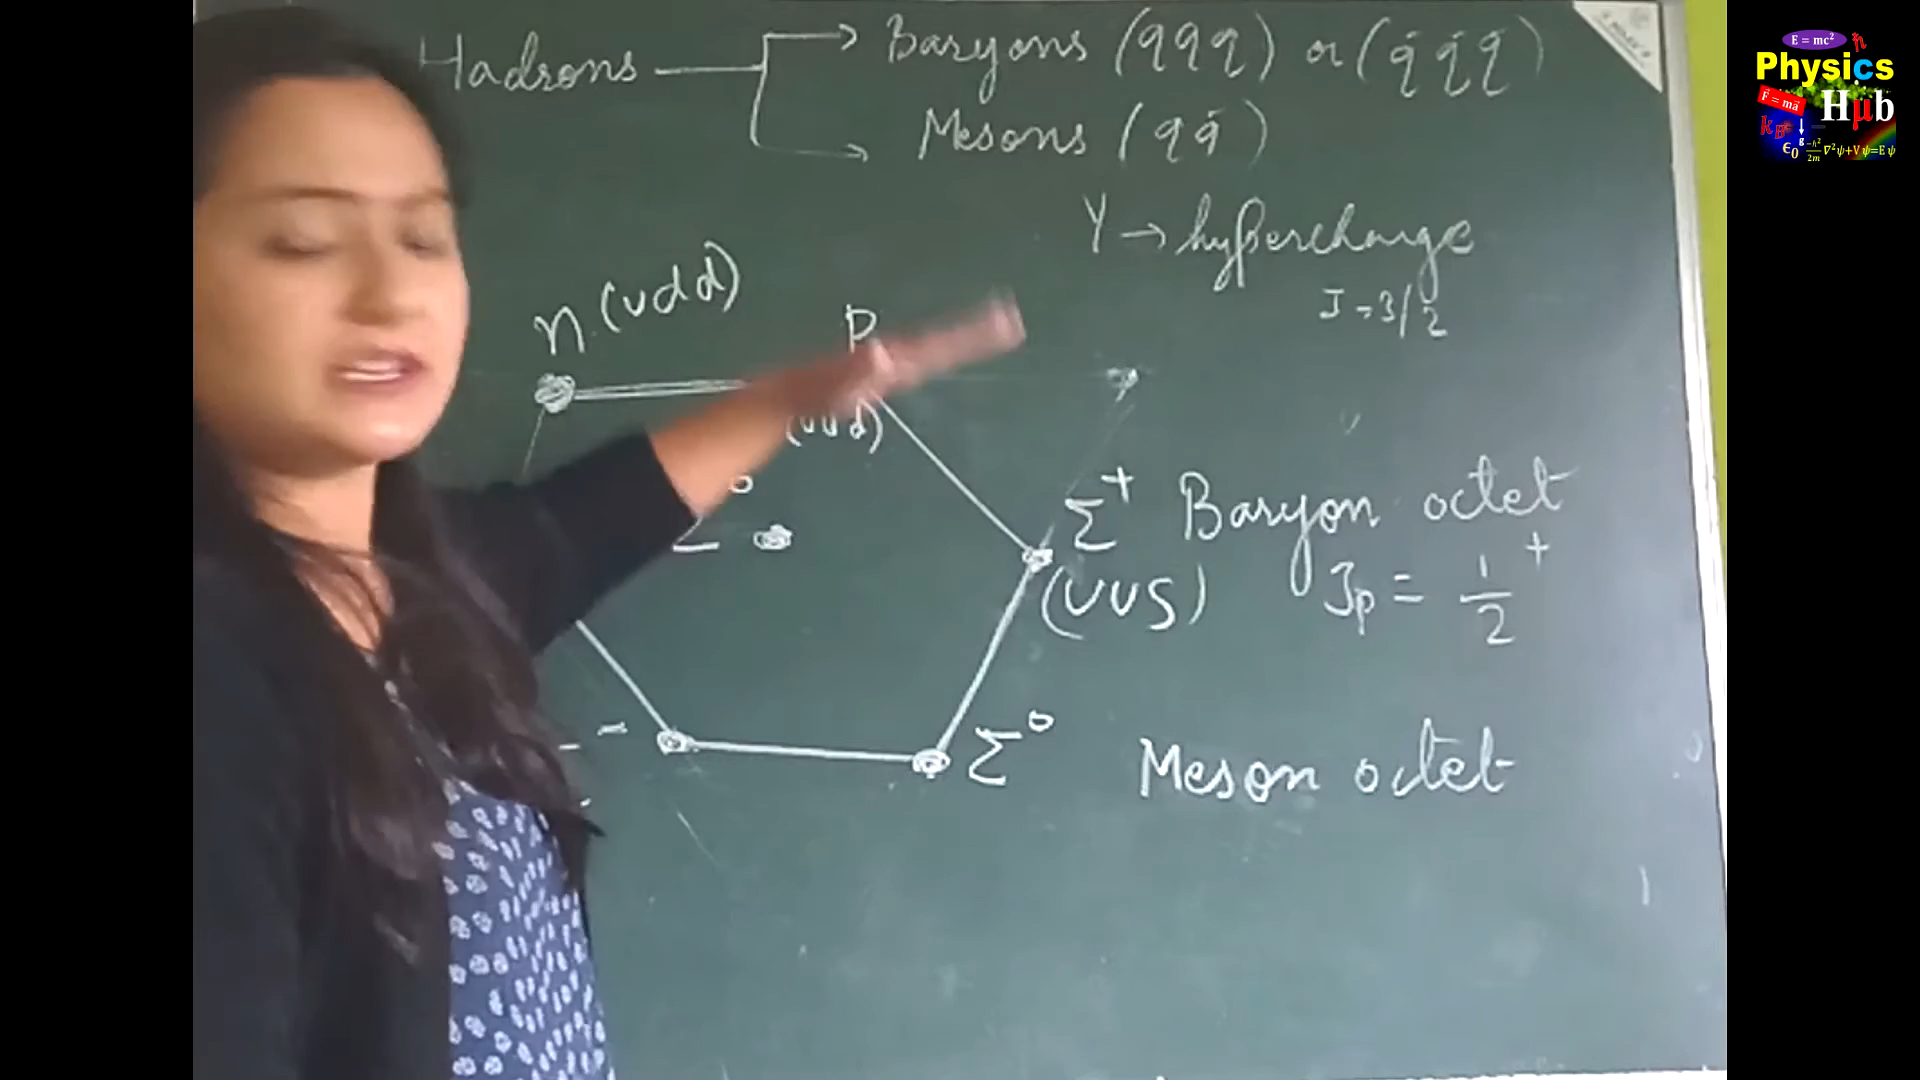 Hadrons → Baryons (qqq) or (q̄ q̄ q̄)
→ Mesons (q q̄)
Y → hypercharge
J = 3/2
n (udd)
P
(uud)
Σ⁺ Baryon octet
(uus) Jp = 1/2⁺
Σ⁰ Meson octet
E = mc²
ħ
Physics
F = ma
Hμb